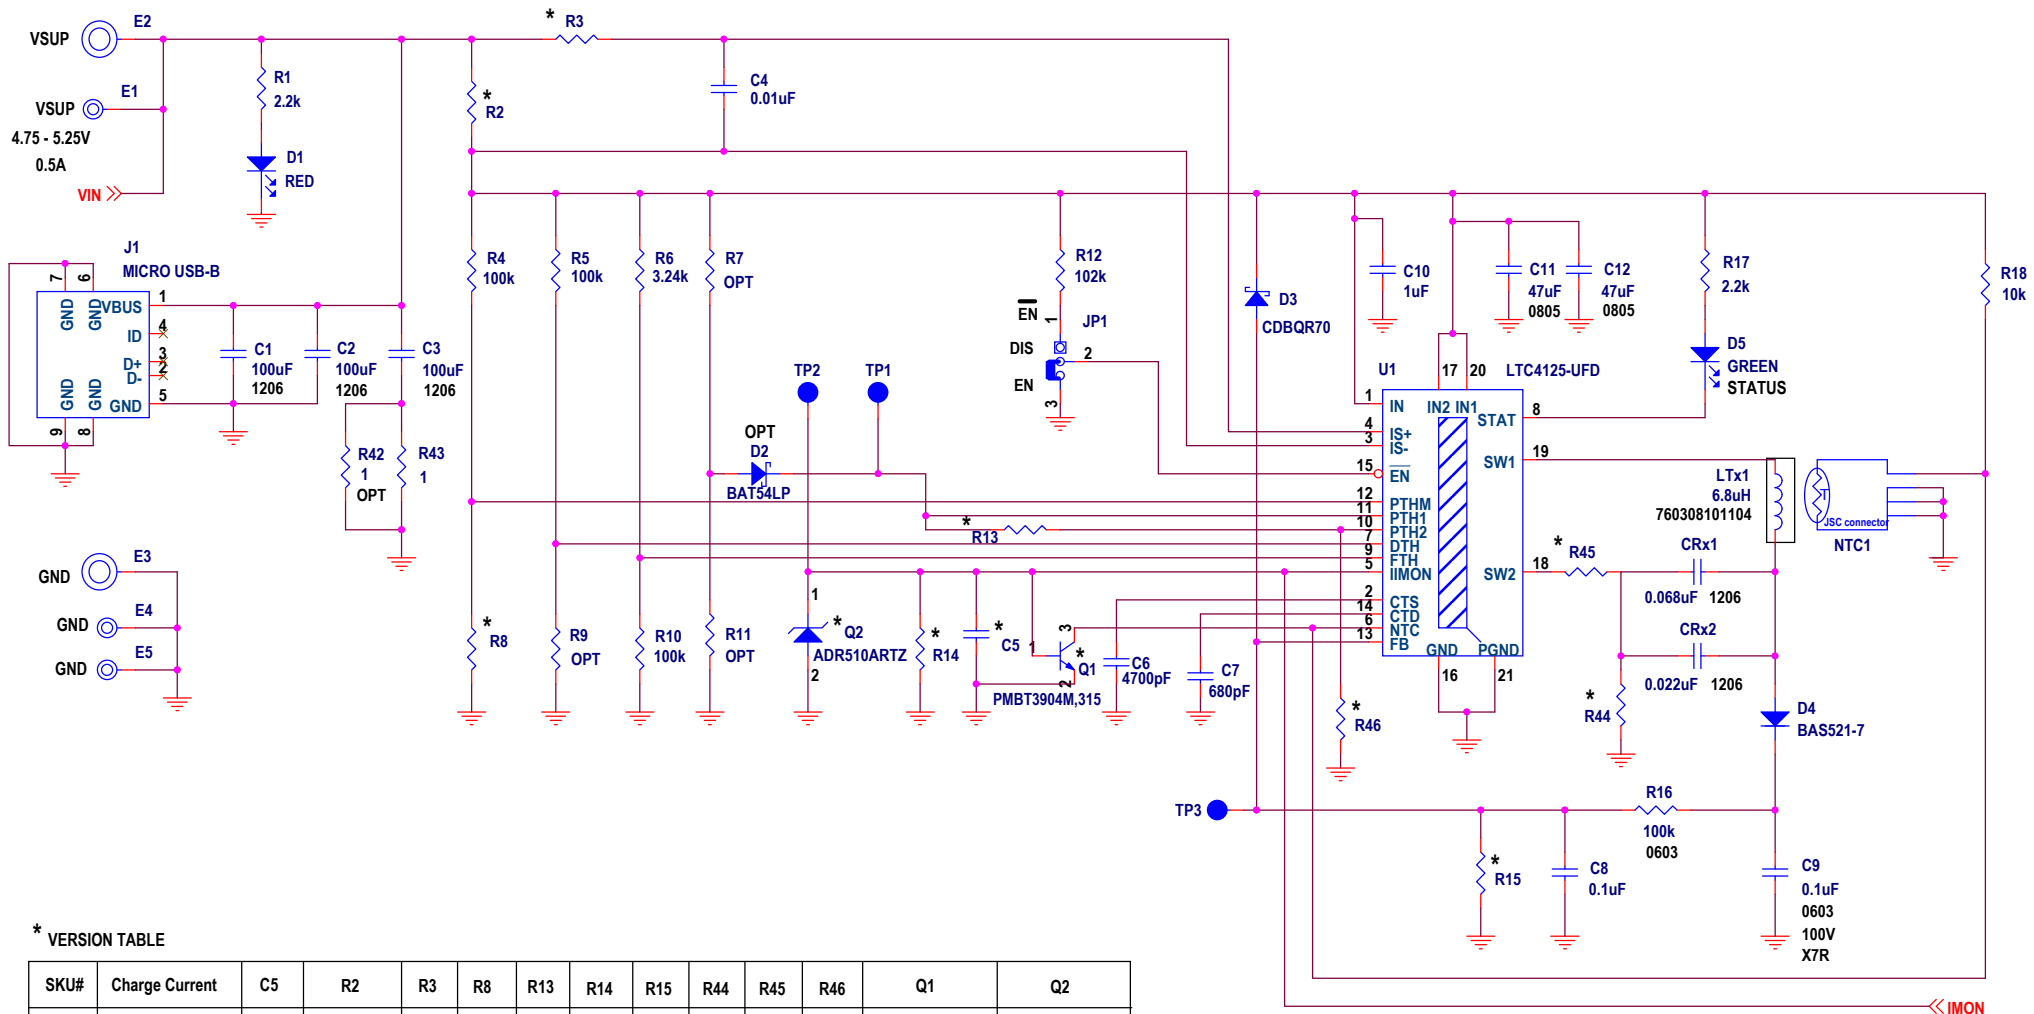 VSUP E2
VSUP E1
4.75 - 5.25V
0.5A
VIN
R1
2.2k
D1
RED
* R3
*
R2
C4
0.01uF
J1
MICRO USB-B
7 6
GND GND
VBUS 1
ID 4
D+ 3
D- 2
GND 5
GND GND
9 8
C1
100uF
1206
C2
100uF
1206
C3
100uF
1206
R42
1
OPT
R43
1
GND E3
GND E4
GND E5
R4
100k
R5
100k
R6
3.24k
R7
OPT
R12
102k
EN 1
JP1
DIS 2
EN
3
D3
CDBQR70
C10
1uF
C11
47uF
0805
C12
47uF
0805
R17
2.2k
R18
10k
D5
GREEN
STATUS
TP2 TP1
OPT
D2
BAT54LP
* R13
U1 LTC4125-UFD
17 20
IN2 IN1
1 IN
4 IS+
3 IS-
15 EN
12 PTHM
11 PTH1
10 PTH2
7 DTH
9 FTH
5 IIMON
2 CTS
14 CTD
6 NTC
13 FB
STAT 8
SW1 19
SW2 18
GND PGND
16 21
LTx1
6.8uH
760308101104
T
JSC connector
NTC1
* R45
CRx1
0.068uF 1206
CRx2
0.022uF 1206
* R44
D4
BAS521-7
* R8
R9
OPT
R10
100k
R11
OPT
1
* Q2
ADR510ARTZ
2
* R14
* C5
3
1
* Q1
2
PMBT3904M,315
C6
4700pF
C7
680pF
* R46
TP3
R16
100k
0603
* R15
C8
0.1uF
C9
0.1uF
0603
100V
X7R
IMON
* VERSION TABLE
SKU# Charge Current C5 R2 R3 R8 R13 R14 R15 R44 R45 R46 Q1 Q2